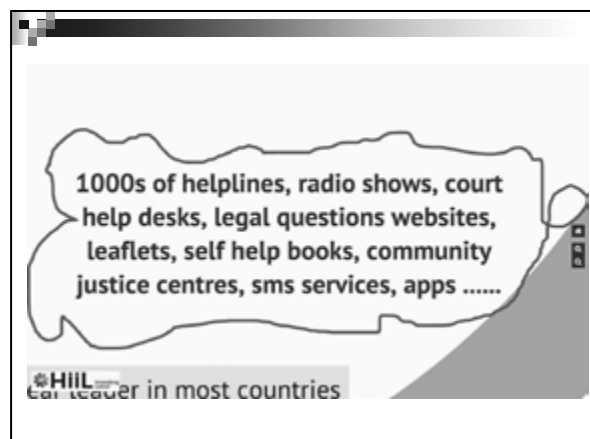 1000s of helplines, radio shows, court
help desks, legal questions websites,
leaflets, self help books, community
justice centres, sms services, apps ......
HiiL
leader in most countries